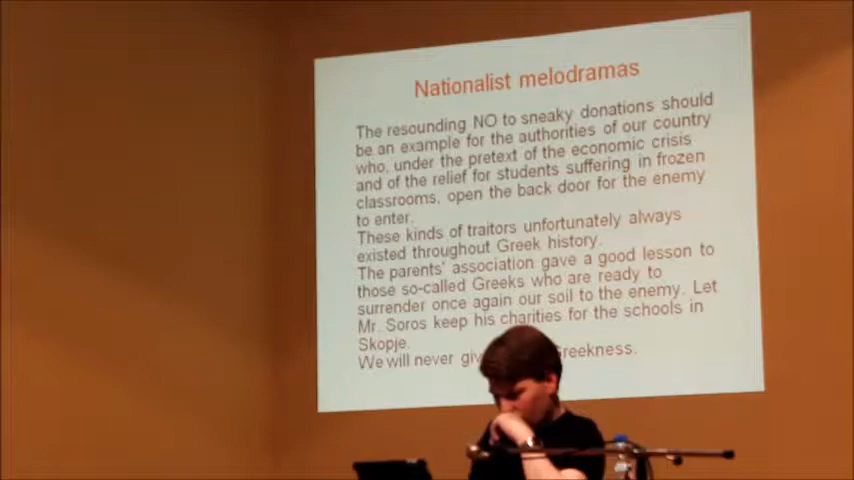 Nationalist melodramas
The resounding NO to sneaky donations should
be an example for the authorities of our country
who, under the pretext of the economic crisis
and of the relief for students suffering in frozen
classrooms, open the back door for the enemy
to enter.
These kinds of traitors unfortunately always
existed throughout Greek history.
The parents' association gave a good lesson to
those so-called Greeks who are ready to
surrender once again our soil to the enemy. Let
Mr. Soros keep his charities for the schools in
Skopje.
We will never Greekness.